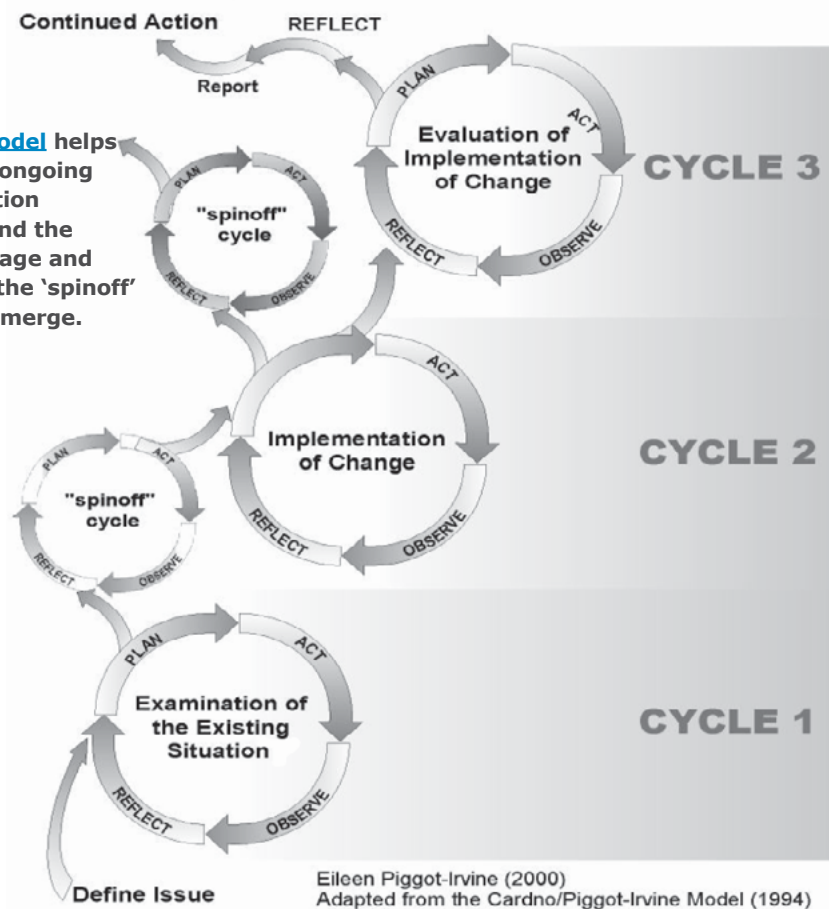 Continued Action
REFLECT
Report
odel helps
ongoing
tion
nd the
age and
the ‘spinoff’
merge.
PLAN
ACT
OBSERVE
REFLECT
Evaluation of
Implementation
of Change
CYCLE 3
PLAN
ACT
OBSERVE
REFLECT
"spinoff"
cycle
ACT
OBSERVE
REFLECT
Implementation
of Change
CYCLE 2
PLAN
ACT
OBSERVE
REFLECT
"spinoff"
cycle
PLAN
ACT
OBSERVE
REFLECT
Examination of
the Existing
Situation
CYCLE 1
Define Issue
Eileen Piggot-Irvine (2000)
Adapted from the Cardno/Piggot-Irvine Model (1994)